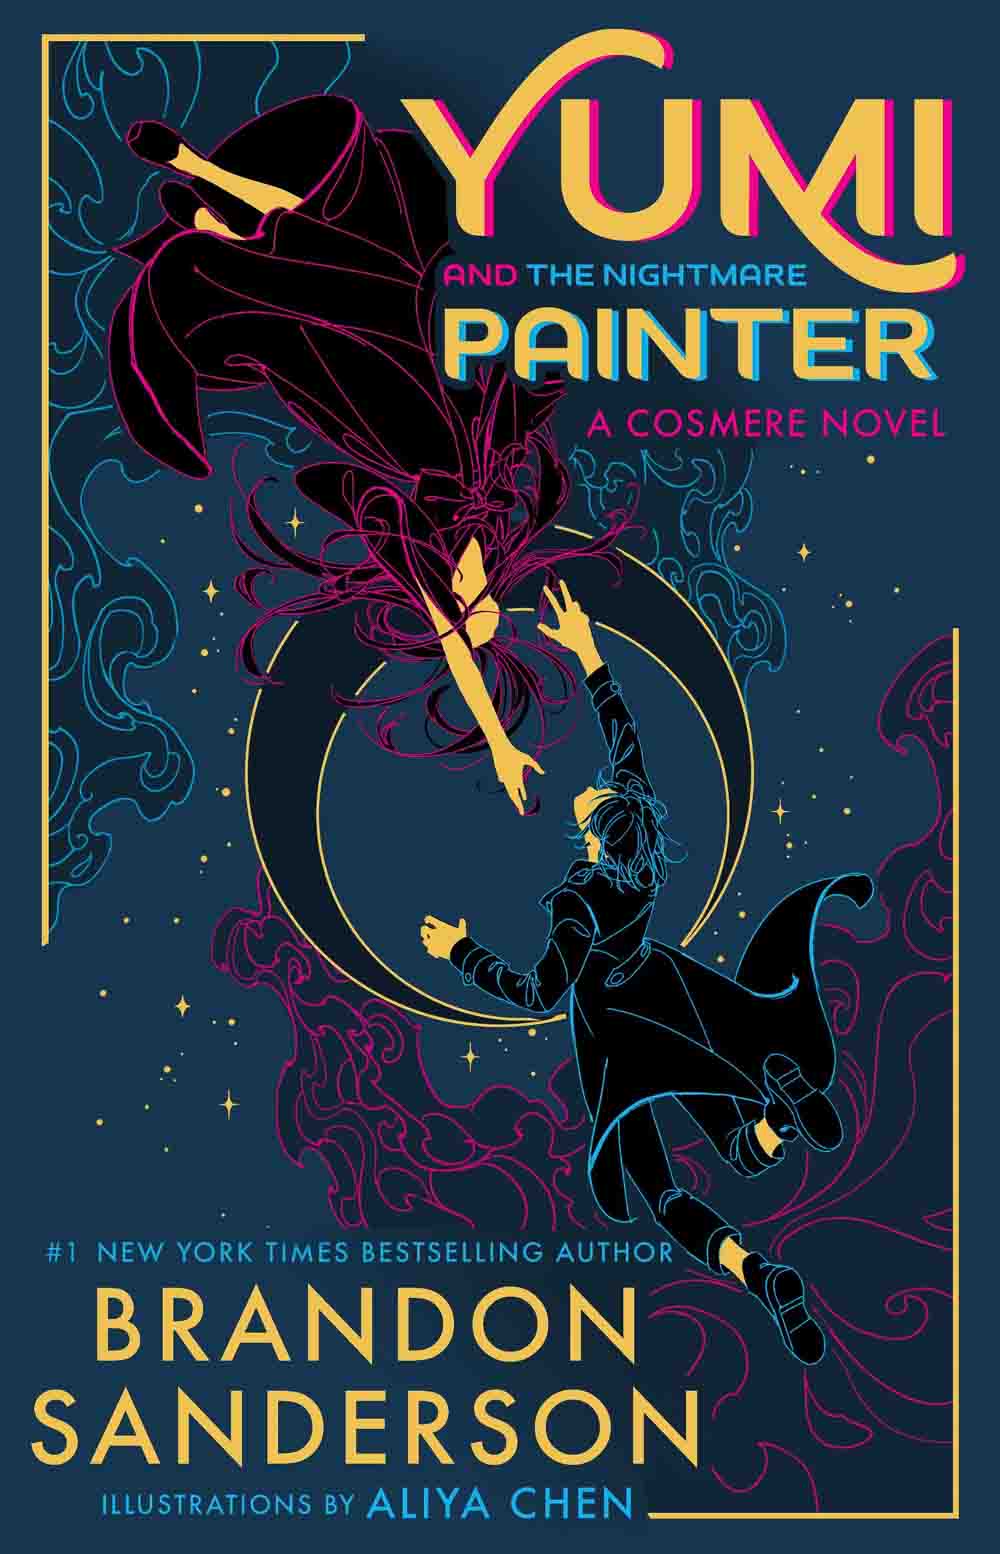 YUMI
AND THE NIGHTMARE
PAINTER
A COSMERE NOVEL
#1 NEW YORK TIMES BESTSELLING AUTHOR
BRANDON
SANDERSON
ILLUSTRATIONS BY ALIYA CHEN